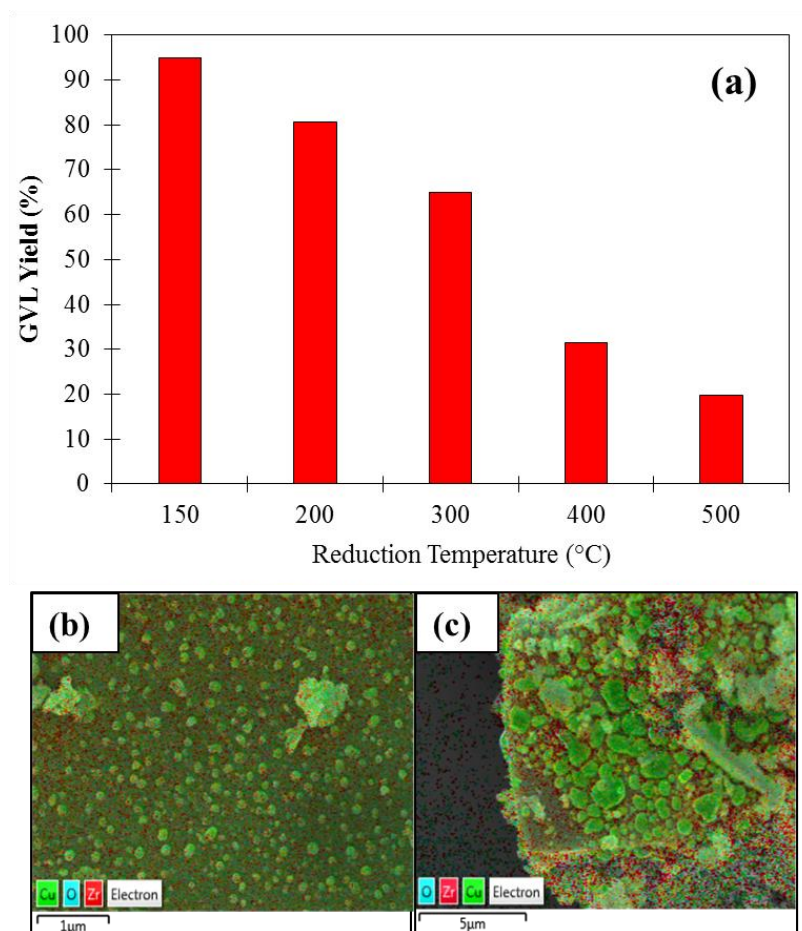 100
90
80
70
60
50
40
30
20
10
0
GVL Yield (%)
(a)
150 200 300 400 500
Reduction Temperature (°C)
(b) (c)
Cu O Zr Electron
1μm
O Zr Cu Electron
5μm